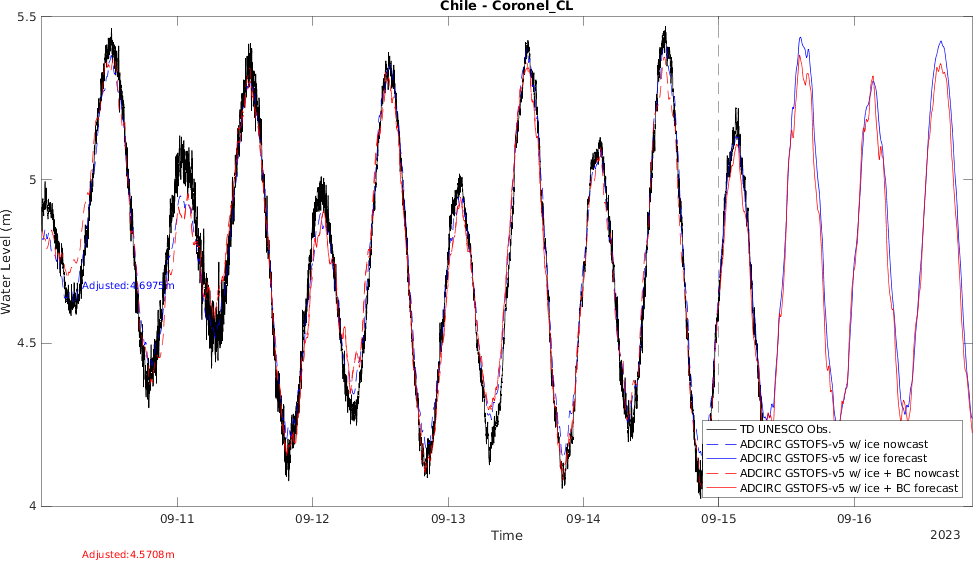 Chile - Coronel_CL
5.5
5
4.5
4
Water Level (m)
Adjusted:4.6975m
TD UNESCO Obs.
ADCIRC GSTOFS-v5 w/ ice nowcast
ADCIRC GSTOFS-v5 w/ ice forecast
ADCIRC GSTOFS-v5 w/ ice + BC nowcast
ADCIRC GSTOFS-v5 w/ ice + BC forecast
09-11 09-12 09-13 09-14 09-15 09-16
Time
2023
Adjusted:4.5708m